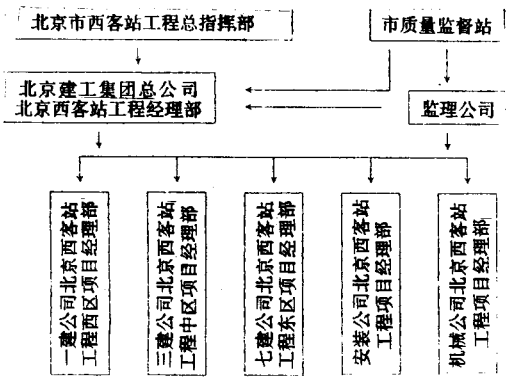 北京市西客站工程总指挥部
市质量监督站
北京建工集团总公司
北京西客站工程经理部
监理公司
一建公司北京西客站
工程西区项目经理部
三建公司北京西客站
工程中区项目经理部
七建公司北京西客站
工程东区项目经理部
安装公司北京西客站
工程项目经理部
机械公司北京西客站
工程项目经理部